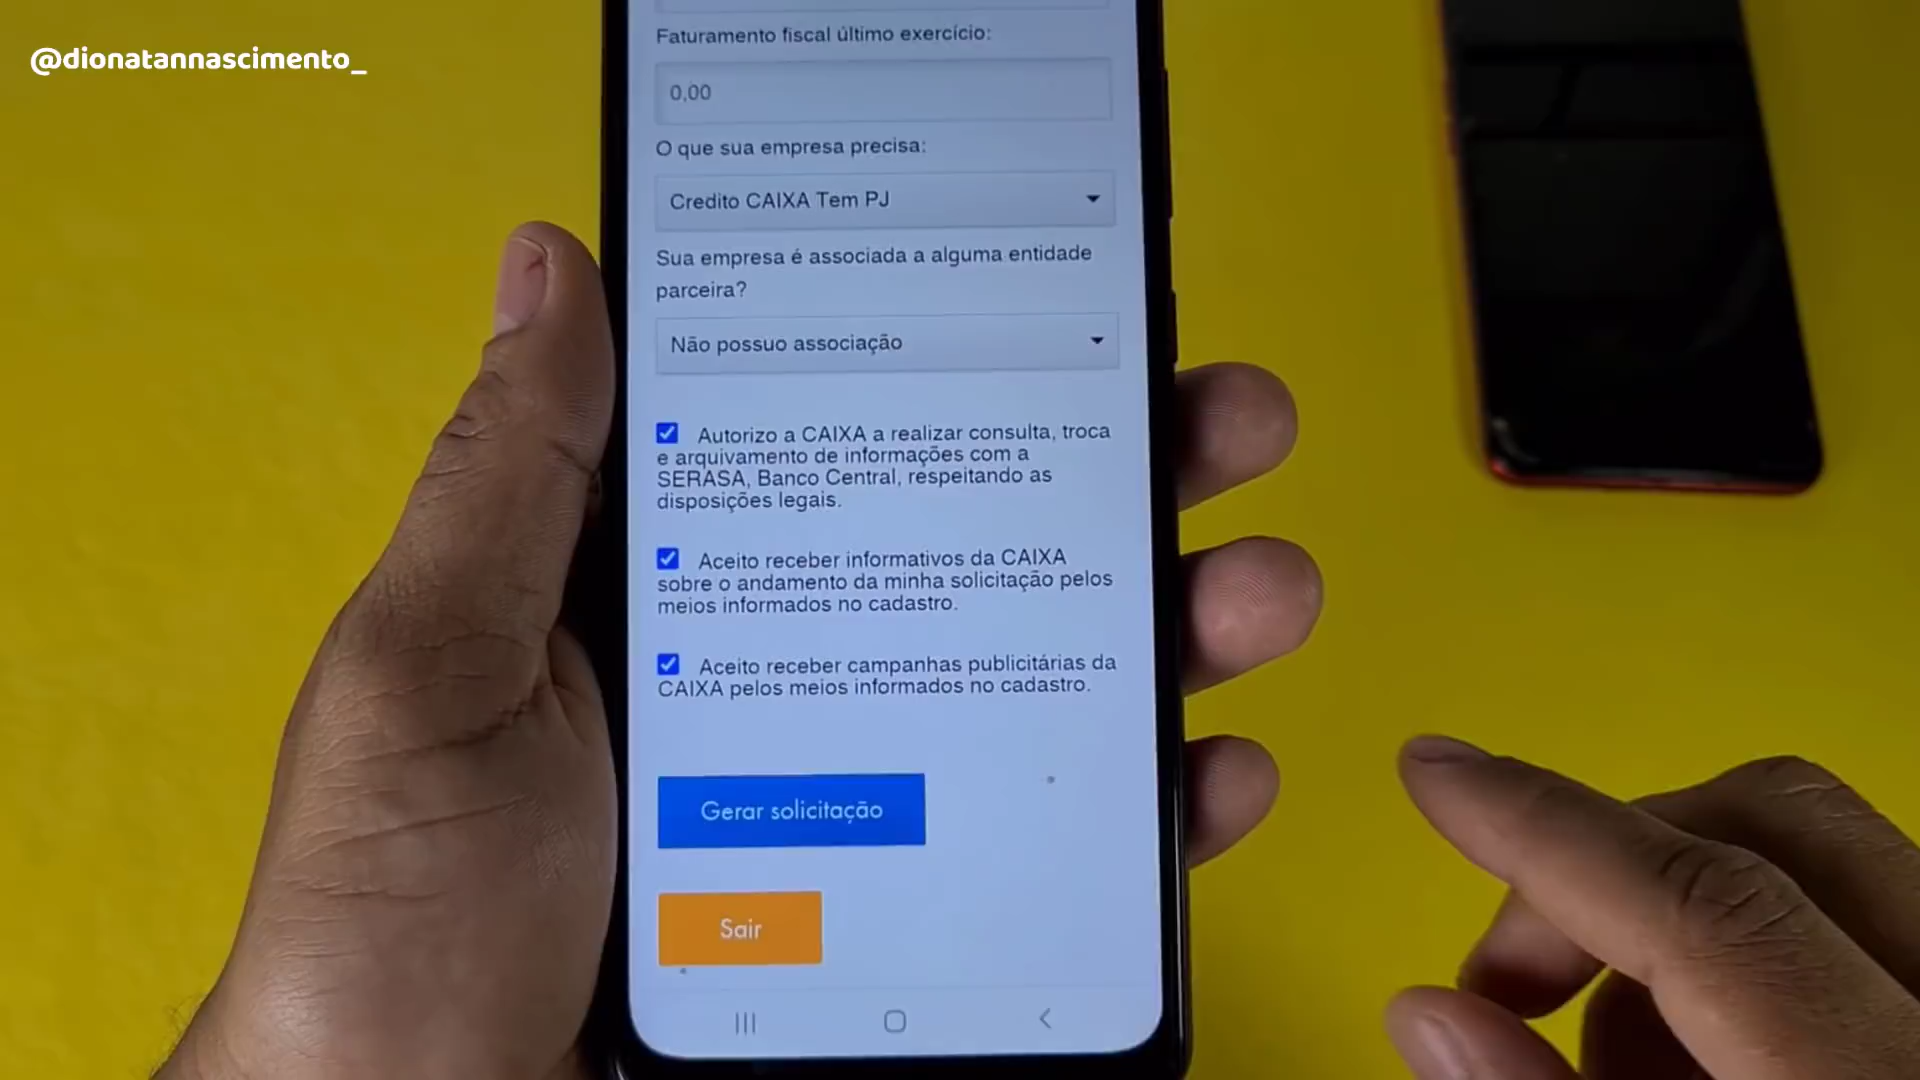 @dionatannascimento_
Faturamento fiscal último exercício:
0,00
O que sua empresa precisa:
Credito CAIXA Tem PJ
Sua empresa é associada a alguma entidade
parceira?
Não possuo associação
Autorizo a CAIXA a realizar consulta, troca
e arquivamento de informações com a
SERASA, Banco Central, respeitando as
disposições legais.
Aceito receber informativos da CAIXA
sobre o andamento da minha solicitação pelos
meios informados no cadastro.
Aceito receber campanhas publicitárias da
CAIXA pelos meios informados no cadastro.
Gerar solicitação
Sair